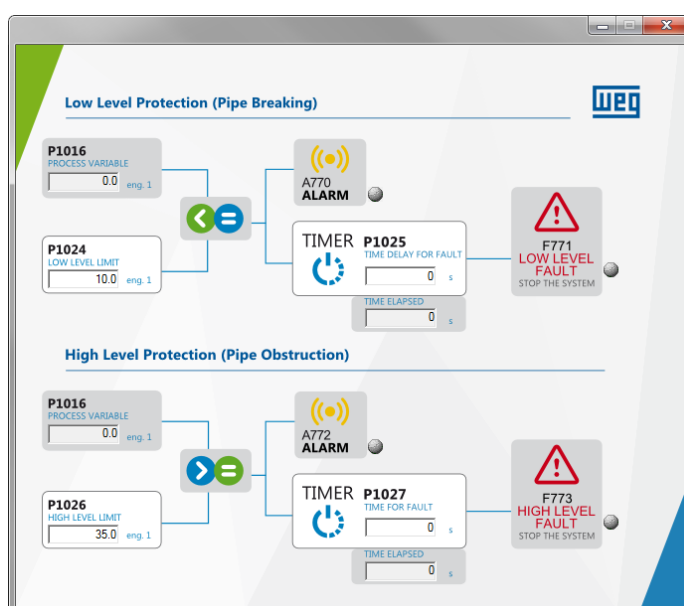 Low Level Protection (Pipe Breaking)
WEG
P1016
PROCESS VARIABLE
0.0 eng. 1
P1024
LOW LEVEL LIMIT
10.0 eng. 1
< =
A770
ALARM
TIMER P1025
TIME DELAY FOR FAULT
0 s
TIME ELAPSED
0 s
F771
LOW LEVEL
FAULT
STOP THE SYSTEM
High Level Protection (Pipe Obstruction)
P1016
PROCESS VARIABLE
0.0 eng. 1
P1026
HIGH LEVEL LIMIT
35.0 eng. 1
> =
A772
ALARM
TIMER P1027
TIME FOR FAULT
0 s
TIME ELAPSED
0 s
F773
HIGH LEVEL
FAULT
STOP THE SYSTEM